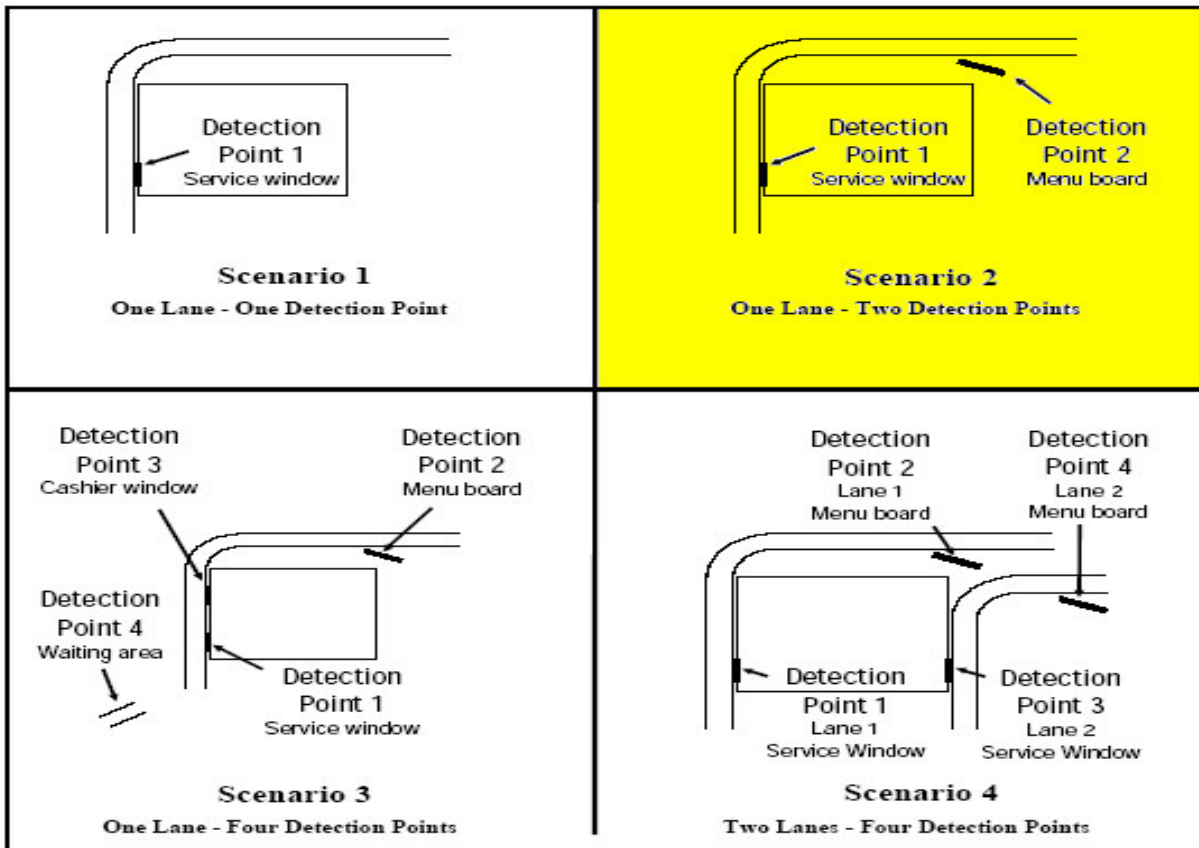 Detection
Point 1
Service window
Scenario 1
One Lane - One Detection Point
Detection
Point 1
Service window
Detection
Point 2
Menu board
Scenario 2
One Lane - Two Detection Points
Detection
Point 3
Cashier window
Detection
Point 2
Menu board
Detection
Point 4
Waiting area
Detection
Point 1
Service window
Scenario 3
One Lane - Four Detection Points
Detection
Point 2
Lane 1
Menu board
Detection
Point 4
Lane 2
Menu board
Detection
Point 1
Lane 1
Service Window
Detection
Point 3
Lane 2
Service Window
Scenario 4
Two Lanes - Four Detection Points